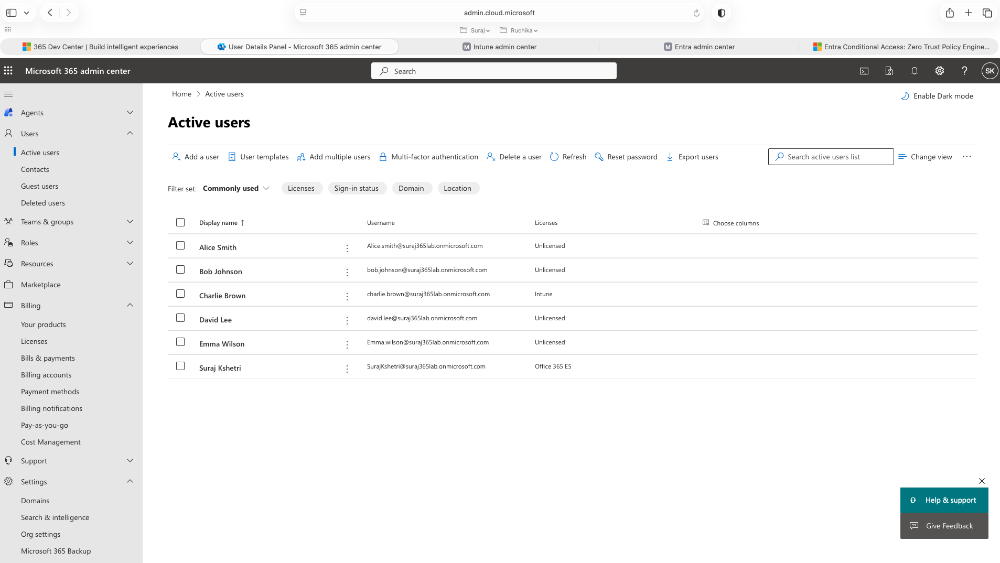 admin.cloud.microsoft
Suraj
Ruchika
365 Dev Center | Build intelligent experiences
User Details Panel - Microsoft 365 admin center
M Intune admin center
M Entra admin center
Entra Conditional Access: Zero Trust Policy Engine...
Microsoft 365 admin center
Search
SK
Agents
Users
Active users
Contacts
Guest users
Deleted users
Teams & groups
Roles
Resources
Marketplace
Billing
Your products
Licenses
Bills & payments
Billing accounts
Payment methods
Billing notifications
Pay-as-you-go
Cost Management
Support
Settings
Domains
Search & intelligence
Org settings
Microsoft 365 Backup
Home > Active users
Enable Dark mode
Active users
Add a user User templates Add multiple users Multi-factor authentication Delete a user Refresh Reset password Export users
Search active users list
Change view
Filter set: Commonly used Licenses Sign-in status Domain Location
Display name ↑ Username Licenses Choose columns
Alice Smith Alice.smith@suraj365lab.onmicrosoft.com Unlicensed
Bob Johnson bob.johnson@suraj365lab.onmicrosoft.com Unlicensed
Charlie Brown charlie.brown@suraj365lab.onmicrosoft.com Intune
David Lee david.lee@suraj365lab.onmicrosoft.com Unlicensed
Emma Wilson Emma.wilson@suraj365lab.onmicrosoft.com Unlicensed
Suraj Kshetri SurajKshetri@suraj365lab.onmicrosoft.com Office 365 E5
Help & support
Give Feedback